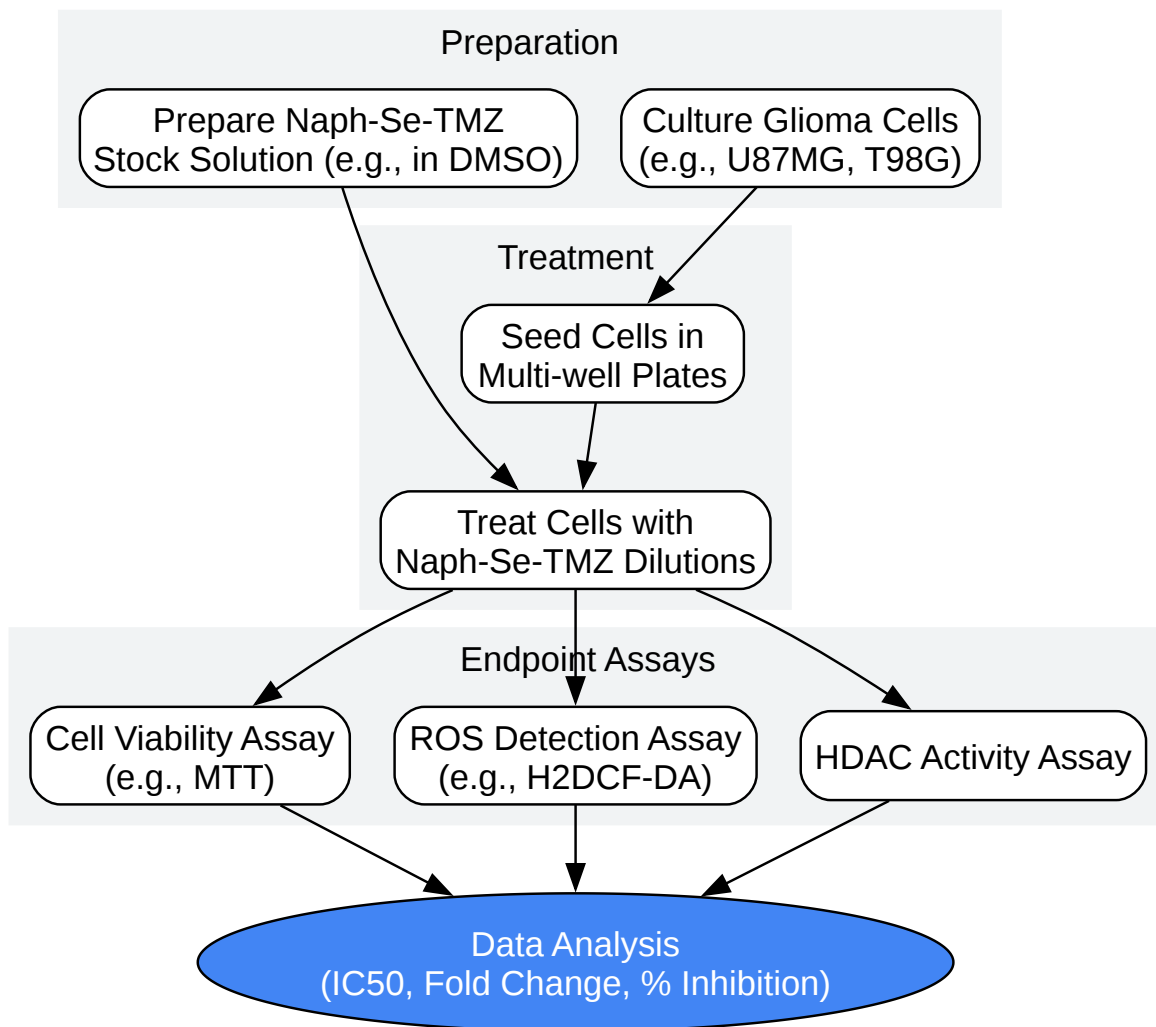 Preparation
Prepare Naph-Se-TMZ
Stock Solution (e.g., in DMSO)
Culture Glioma Cells
(e.g., U87MG, T98G)
Treatment
Seed Cells in
Multi-well Plates
Treat Cells with
Naph-Se-TMZ Dilutions
Endpoint Assays
Cell Viability Assay
(e.g., MTT)
ROS Detection Assay
(e.g., H2DCF-DA)
HDAC Activity Assay
Data Analysis
(IC50, Fold Change, % Inhibition)